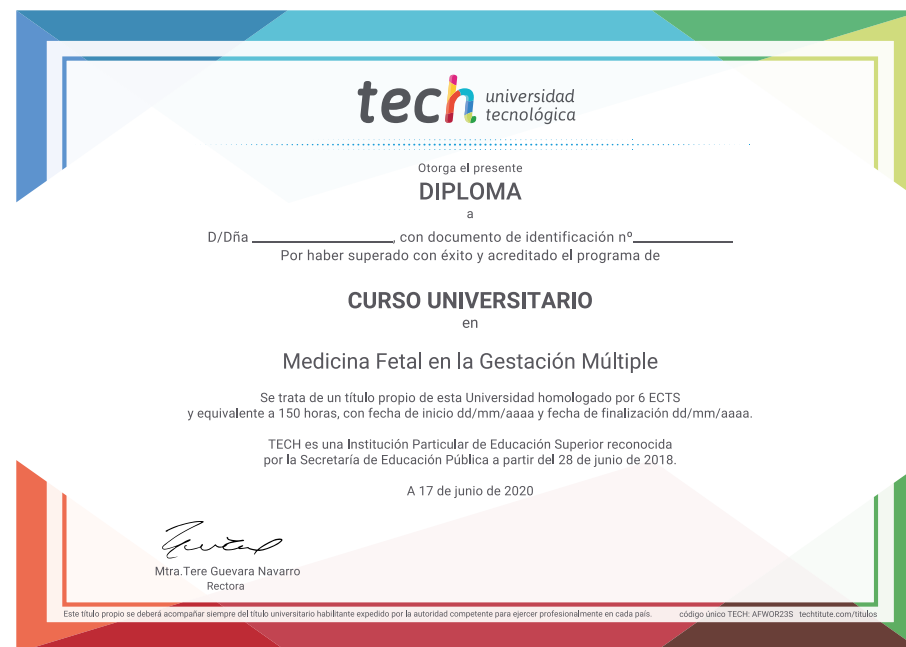 tech universidad
tecnológica
Otorga el presente
DIPLOMA
a
D/Dña ____________________, con documento de identificación nº______________
Por haber superado con éxito y acreditado el programa de
CURSO UNIVERSITARIO
en
Medicina Fetal en la Gestación Múltiple
Se trata de un título propio de esta Universidad homologado por 6 ECTS
y equivalente a 150 horas, con fecha de inicio dd/mm/aaaa y fecha de finalización dd/mm/aaaa.
TECH es una Institución Particular de Educación Superior reconocida
por la Secretaría de Educación Pública a partir del 28 de junio de 2018.
A 17 de junio de 2020
Mtra.Tere Guevara Navarro
Rectora
Este título propio se deberá acompañar siempre del título universitario habilitante expedido por la autoridad competente para ejercer profesionalmente en cada país. código único TECH: AFWOR23S techtitute.com/títulos